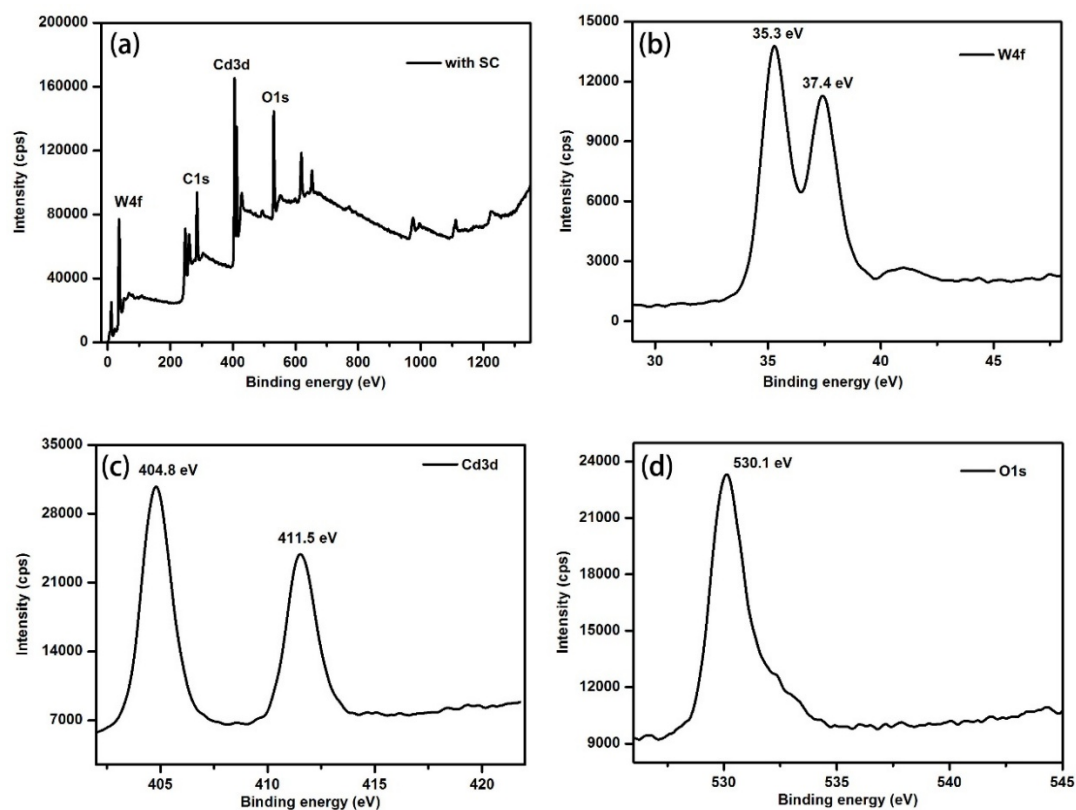 (a)
with SC
Cd3d
O1s
C1s
W4f
200000
160000
120000
80000
40000
0
Intensity (cps)
0 200 400 600 800 1000 1200
Binding energy (eV)
(b)
35.3 eV
W4f
37.4 eV
15000
12000
9000
6000
3000
0
Intensity (cps)
30 35 40 45
Binding energy (eV)
(c)
404.8 eV
Cd3d
411.5 eV
35000
28000
21000
14000
7000
Intensity (cps)
405 410 415 420
Binding energy (eV)
(d)
530.1 eV
O1s
24000
21000
18000
15000
12000
9000
Intensity (cps)
530 535 540 545
Binding energy (eV)